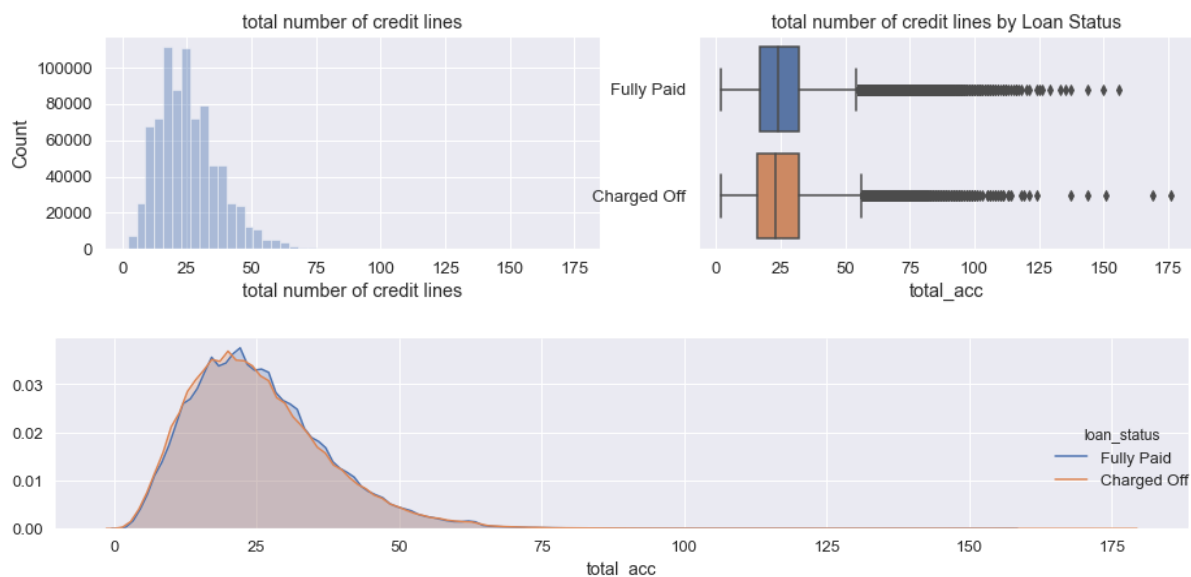 total number of credit lines
Count
100000
80000
60000
40000
20000
0
0 25 50 75 100 125 150 175
total number of credit lines
total number of credit lines by Loan Status
Fully Paid
Charged Off
0 25 50 75 100 125 150 175
total_acc
0.03
0.02
0.01
0.00
0 25 50 75 100 125 150 175
total_acc
loan_status
Fully Paid
Charged Off